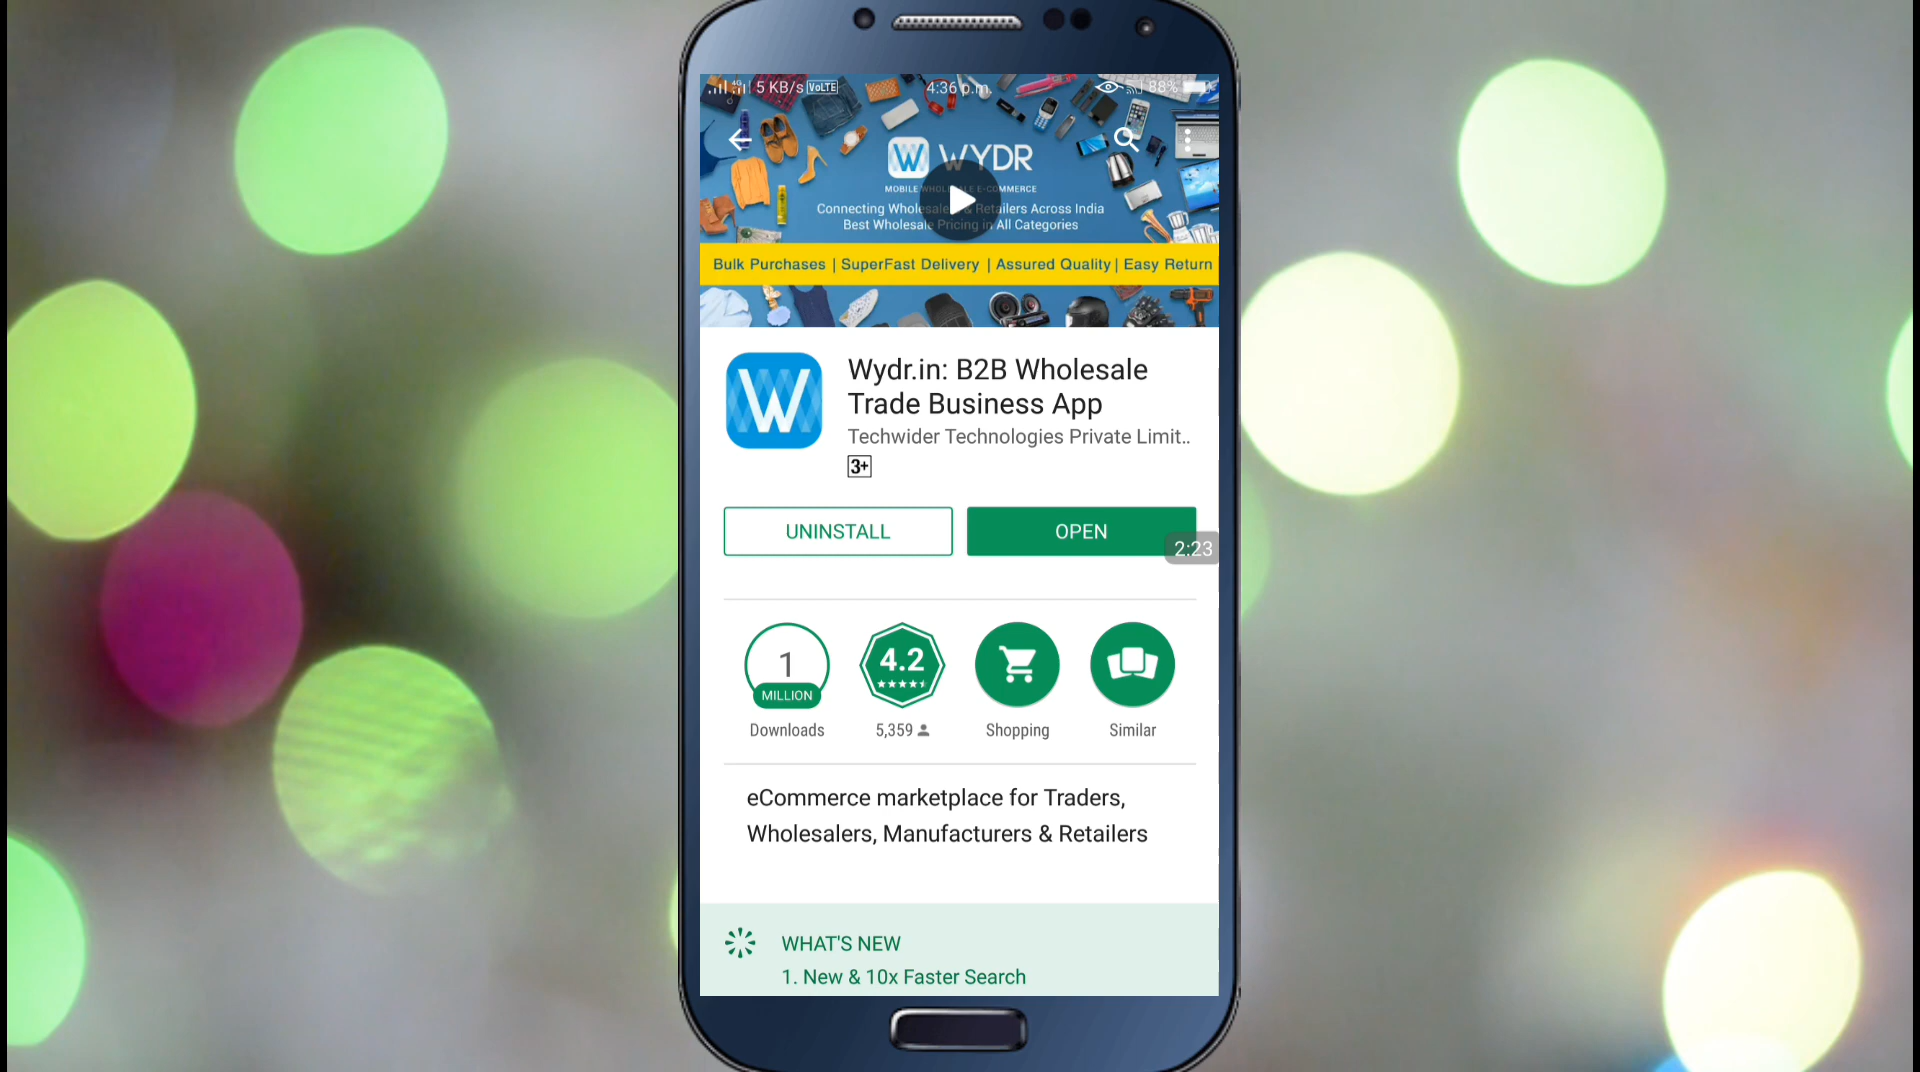 5 KB/s VoLTE 4:36 p.m. 88%
WYDR
MOBILE WHOLESALE E-COMMERCE
Connecting Wholesale & Retailers Across India
Best Wholesale Pricing in All Categories
Bulk Purchases | SuperFast Delivery | Assured Quality | Easy Return
W
Wydr.in: B2B Wholesale
Trade Business App
Techwider Technologies Private Limit..
3+
UNINSTALL
OPEN
2:23
1
MILLION
4.2
Downloads
5,359
Shopping
Similar
eCommerce marketplace for Traders,
Wholesalers, Manufacturers & Retailers
WHAT'S NEW
1. New & 10x Faster Search